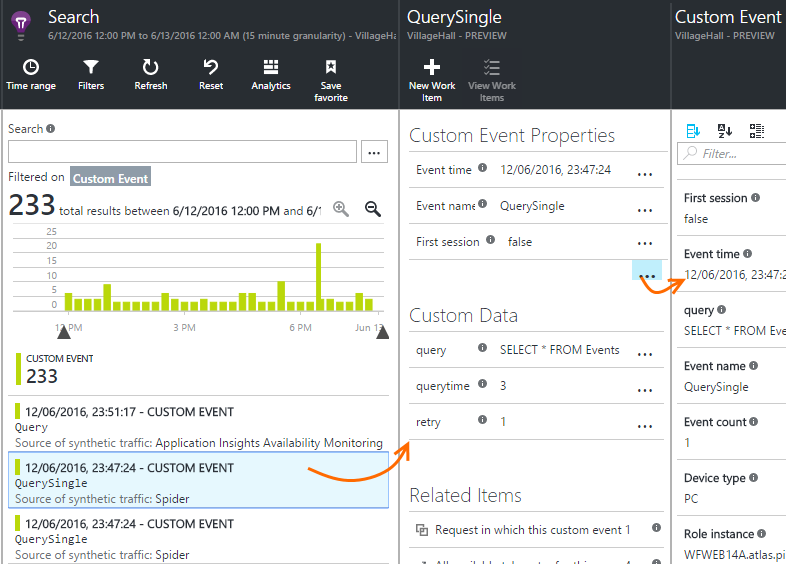 Search
6/12/2016 12:00 PM to 6/13/2016 12:00 AM (15 minute granularity) - VillageHa
Time range
Filters
Refresh
Reset
Analytics
Save favorite
Search
...
Filtered on Custom Event
233 total results between 6/12/2016 12:00 PM and 6/1
25
20
15
10
5
0
12 PM
3 PM
6 PM
Jun 13
CUSTOM EVENT
233
12/06/2016, 23:51:17 - CUSTOM EVENT
Query
Source of synthetic traffic: Application Insights Availability Monitoring
12/06/2016, 23:47:24 - CUSTOM EVENT
QuerySingle
Source of synthetic traffic: Spider
12/06/2016, 23:47:24 - CUSTOM EVENT
QuerySingle
Source of synthetic traffic: Spider
QuerySingle
VillageHall - PREVIEW
New Work Item
View Work Items
Custom Event Properties
Event time 12/06/2016, 23:47:24 ...
Event name QuerySingle ...
First session false ...
...
Custom Data
query SELECT * FROM Events ...
querytime 3 ...
retry 1 ...
Related Items
Request in which this custom event 1
Custom Event
VillageHall - PREVIEW
A
Z
Filter...
First session
false
Event time
12/06/2016, 23:47:2
query
SELECT * FROM Eve
Event name
QuerySingle
Event count
1
Device type
PC
Role instance
WFWEB14A.atlas.pi